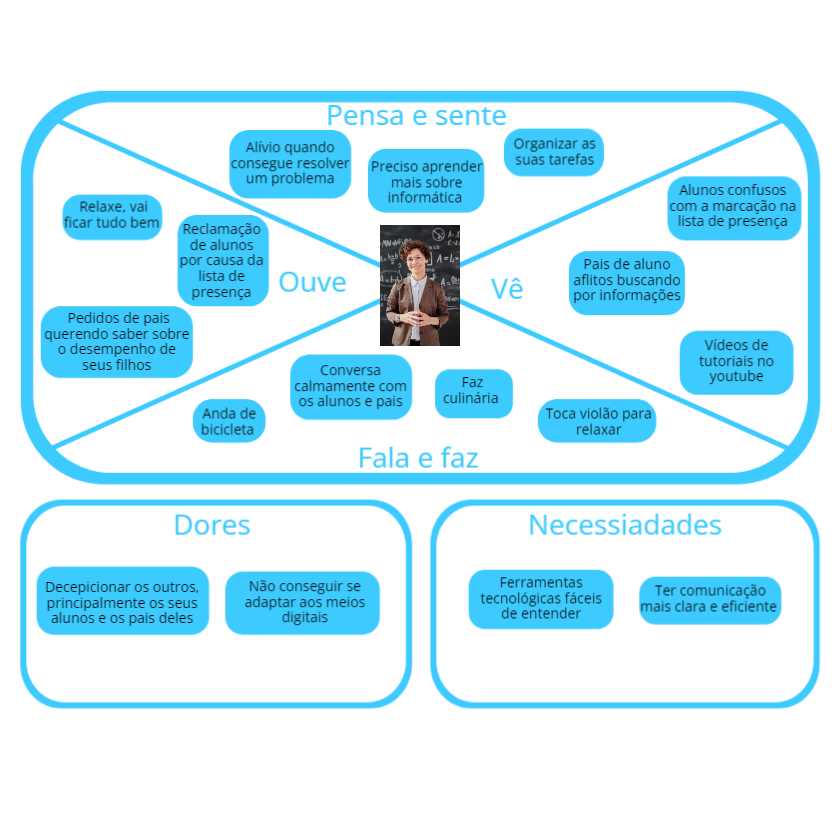 Pensa e sente
Alívio quando
consegue resolver
um problema
Preciso aprender
mais sobre
informática
Organizar as
suas tarefas
Relaxe, vai
ficar tudo bem
Reclamação
de alunos
por causa da
lista de
presença
Ouve
Pedidos de pais
querendo saber sobre
o desempenho de
seus filhos
Vê
Alunos confusos
com a marcação na
lista de presença
Pais de aluno
aflitos buscando
por informações
Vídeos de
tutoriais no
youtube
Anda de
bicicleta
Conversa
calmamente com
os alunos e pais
Faz
culinária
Toca violão para
relaxar
Fala e faz
Dores
Decepicionar os outros,
principalmente os seus
alunos e os pais deles
Não conseguir se
adaptar aos meios
digitais
Necessiadades
Ferramentas
tecnológicas fáceis
de entender
Ter comunicação
mais clara e eficiente